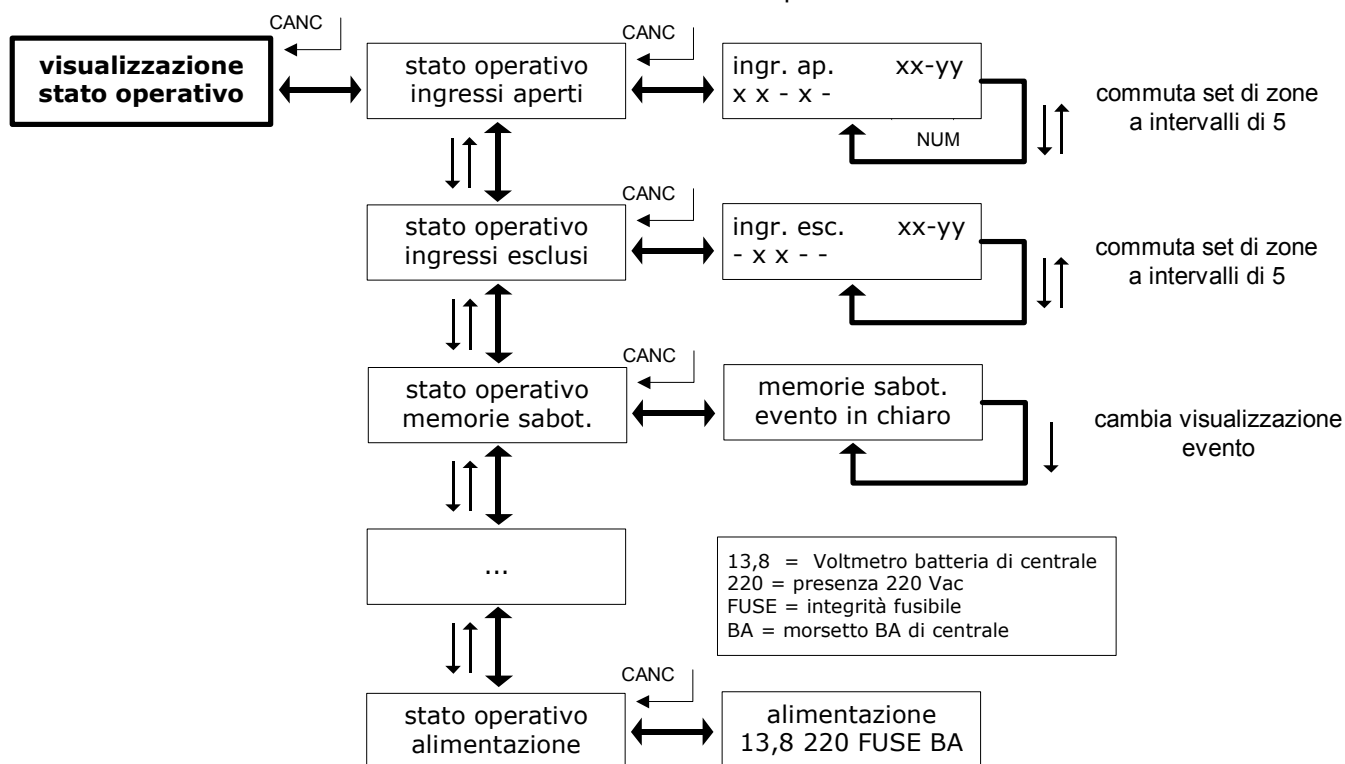 CANC
visualizzazione
stato operativo
CANC
stato operativo
ingressi aperti
ingr. ap. xx-yy
x x - x -
NUM
commuta set di zone
a intervalli di 5
CANC
stato operativo
ingressi esclusi
ingr. esc. xx-yy
- x x - -
commuta set di zone
a intervalli di 5
CANC
stato operativo
memorie sabot.
memorie sabot.
evento in chiaro
cambia visualizzazione
evento
...
13,8 = Voltmetro batteria di centrale
220 = presenza 220 Vac
FUSE = integrità fusibile
BA = morsetto BA di centrale
CANC
stato operativo
alimentazione
alimentazione
13,8 220 FUSE BA